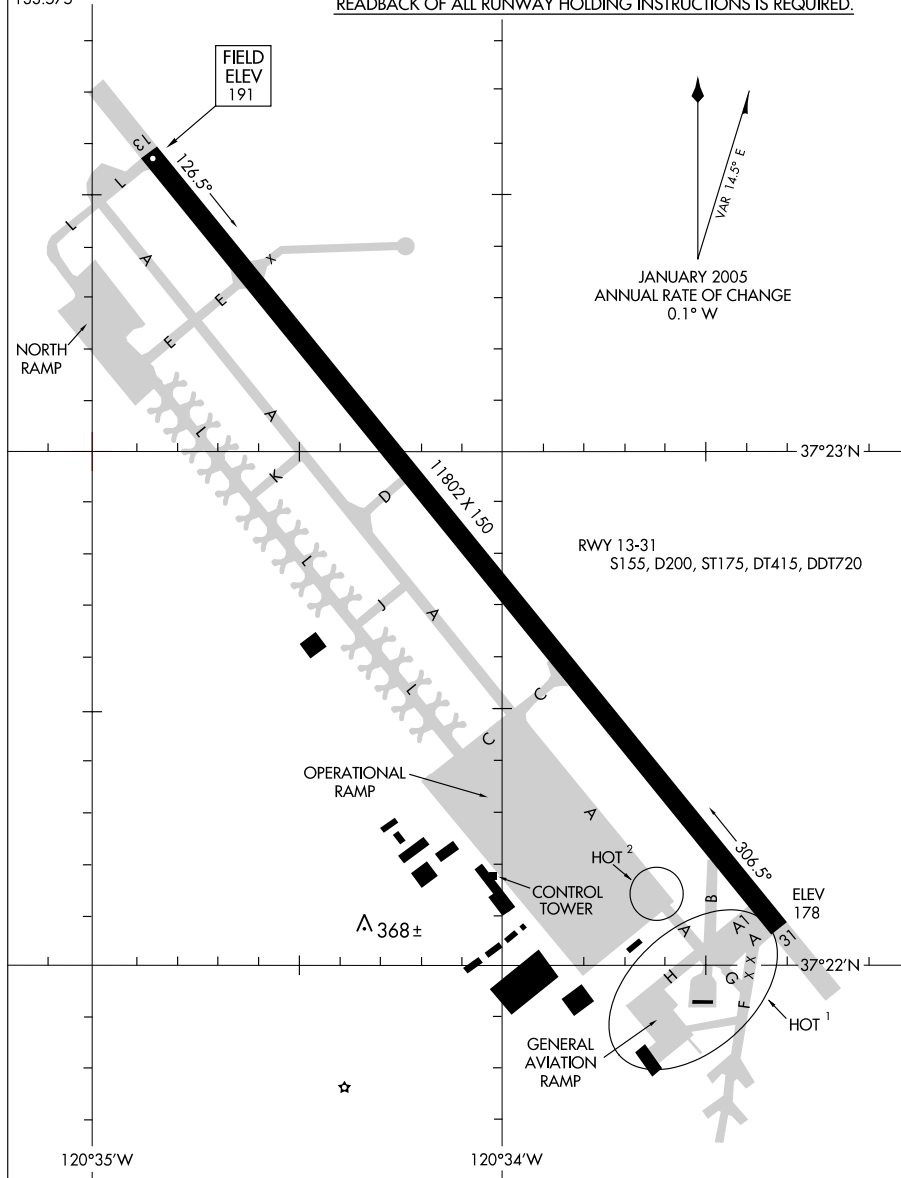 READBACK OF ALL RUNWAY HOLDING INSTRUCTIONS IS REQUIRED.
FIELD
ELEV
191
13
126.5°
VAR 14.5° E
JANUARY 2005
ANNUAL RATE OF CHANGE
0.1° W
L
L
A
E
E
X
NORTH
RAMP
A
L
K
D
37°23'N
11802 X 150
RWY 13-31
S155, D200, ST175, DT415, DDT720
L
J
A
L
C
C
OPERATIONAL
RAMP
A
HOT 2
306.5°
ELEV
178
CONTROL
TOWER
B
A1
A
A
31
368±
37°22'N
H
G
X
X
F
HOT 1
GENERAL
AVIATION
RAMP
120°35'W
120°34'W